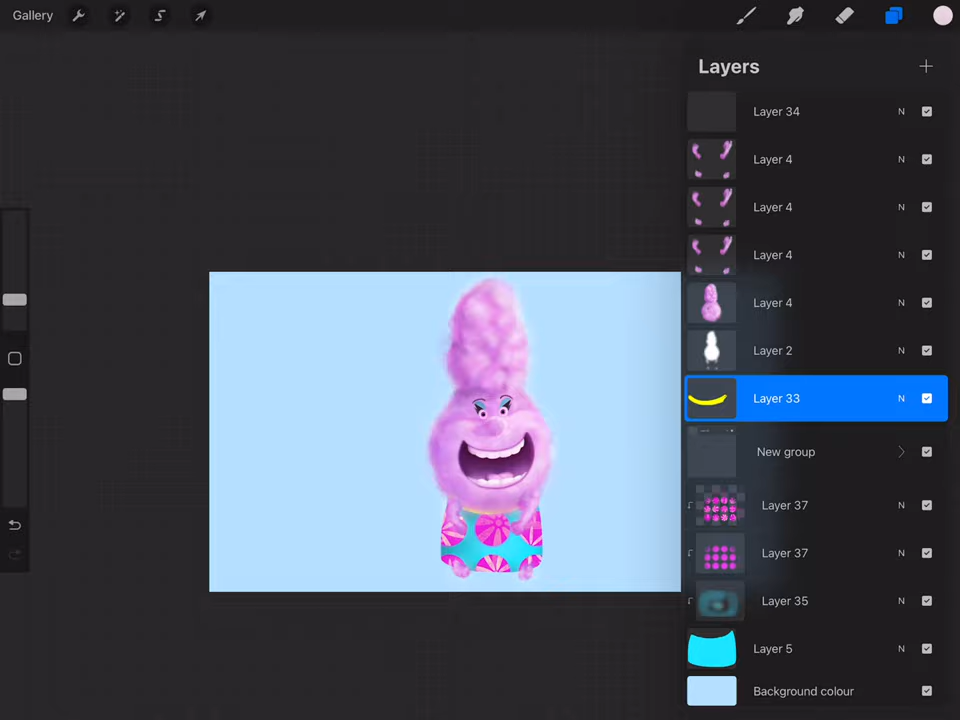 Gallery
Layers
Layer 34 N
Layer 4 N
Layer 4 N
Layer 4 N
Layer 4 N
Layer 2 N
Layer 33 N
New group
Layer 37 N
Layer 37 N
Layer 35 N
Layer 5 N
Background colour